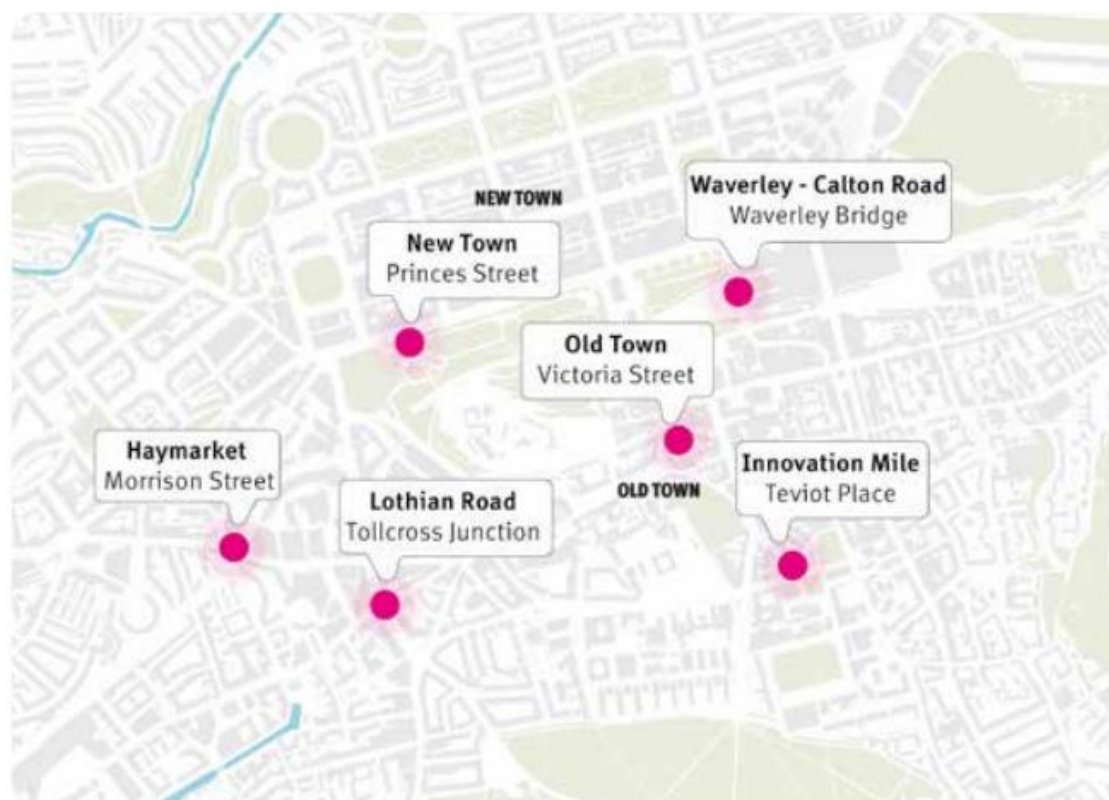 NEW TOWN
Waverley - Calton Road
Waverley Bridge
New Town
Princes Street
Old Town
Victoria Street
Haymarket
Morrison Street
Innovation Mile
Teviot Place
Lothian Road
Tollcross Junction
OLD TOWN